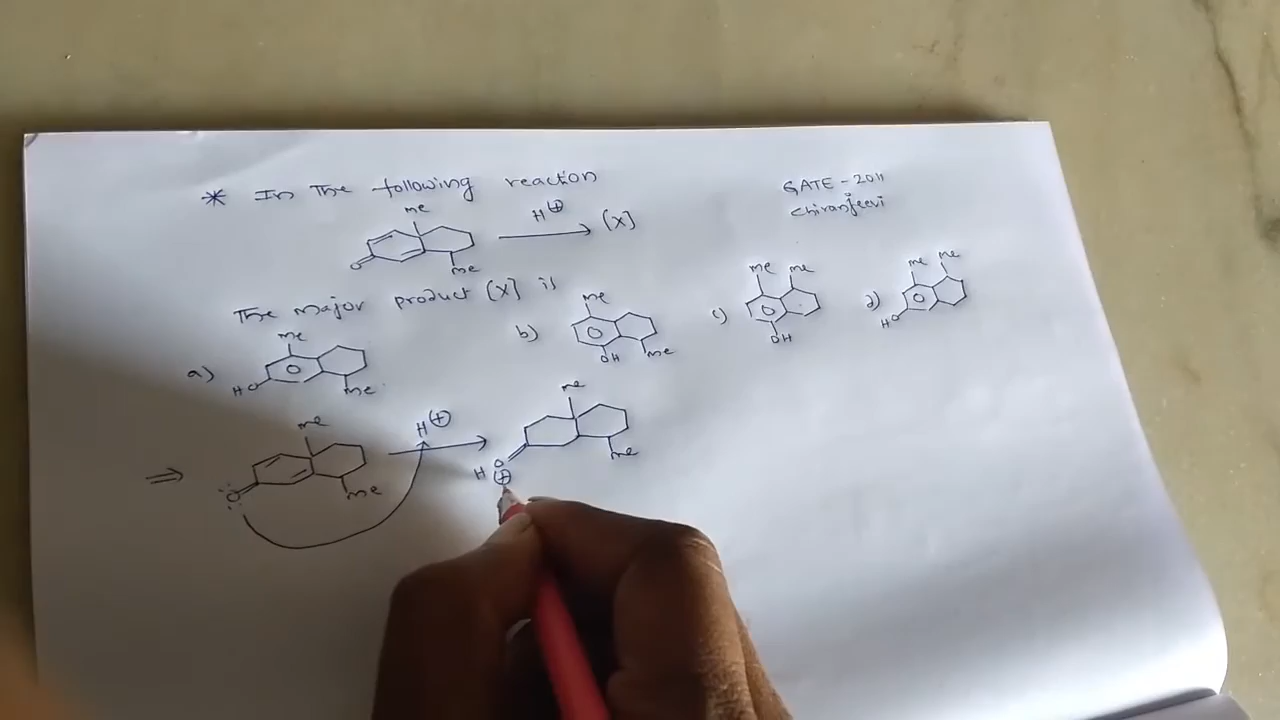 * In The following reaction
GATE - 2011
Chiranjeevi
me
H⊕
[X]
O
me
The major product [X] is
a) me HO me
b) me OH me
c) me me OH
d) me me HO
⇒ me O me
H⊕
me O H ⊕ me